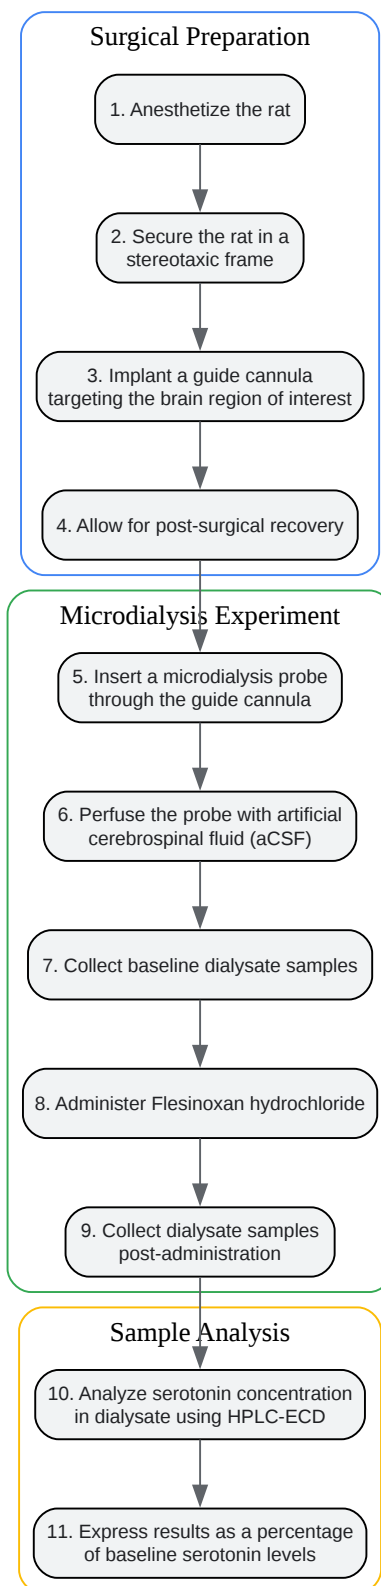 Surgical Preparation
1. Anesthetize the rat
2. Secure the rat in a
stereotaxic frame
3. Implant a guide cannula
targeting the brain region of interest
4. Allow for post-surgical recovery
Microdialysis Experiment
5. Insert a microdialysis probe
through the guide cannula
6. Perfuse the probe with artificial
cerebrospinal fluid (aCSF)
7. Collect baseline dialysate samples
8. Administer Flesinoxan hydrochloride
9. Collect dialysate samples
post-administration
Sample Analysis
10. Analyze serotonin concentration
in dialysate using HPLC-ECD
11. Express results as a percentage
of baseline serotonin levels